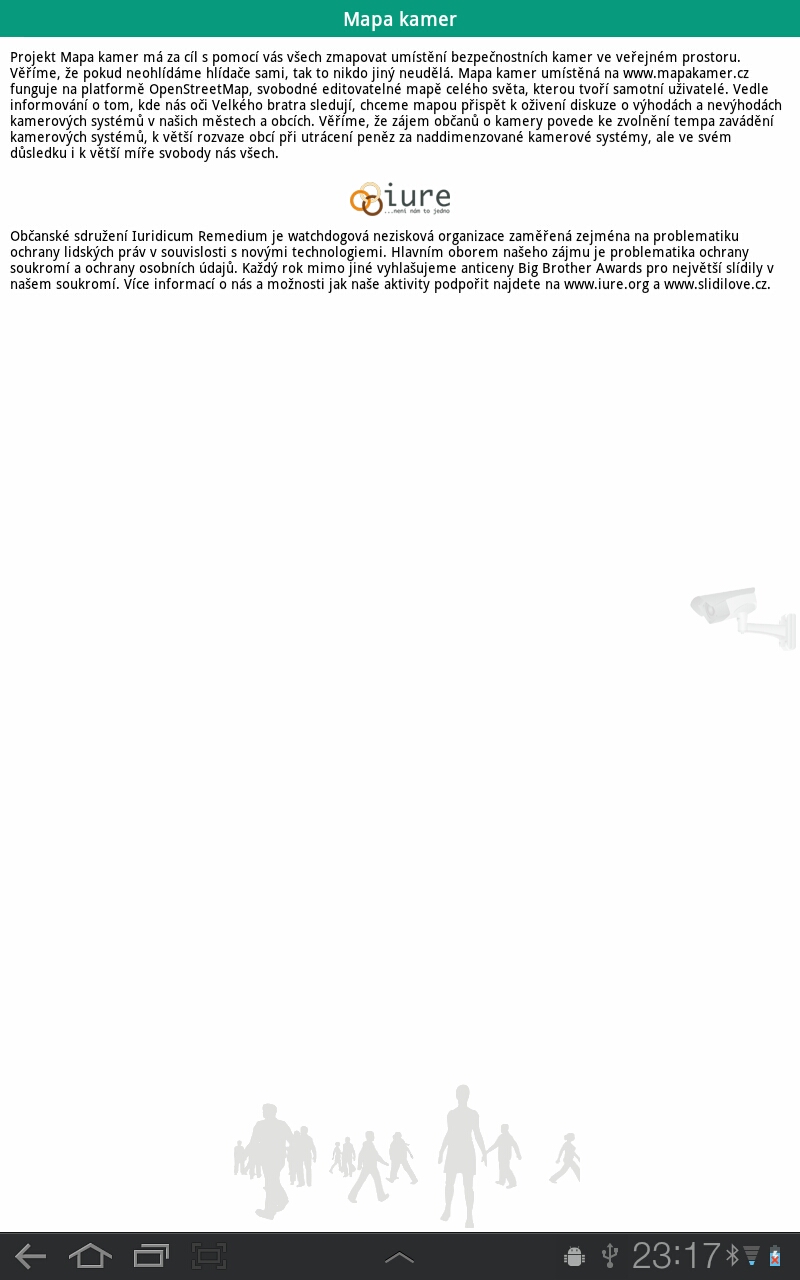 Mapa kamer
Projekt Mapa kamer má za cíl s pomocí vás všech zmapovat umístění bezpečnostních kamer ve veřejném prostoru.
Věříme, že pokud neohlídáme hlídače sami, tak to nikdo jiný neudělá. Mapa kamer umístěná na www.mapakamer.cz
funguje na platformě OpenStreetMap, svobodné editovatelné mapě celého světa, kterou tvoří samotní uživatelé. Vedle
informování o tom, kde nás oči Velkého bratra sledují, chceme mapou přispět k oživení diskuze o výhodách a nevýhodách
kamerových systémů v našich městech a obcích. Věříme, že zájem občanů o kamery povede ke zvolnění tempa zavádění
kamerových systémů, k větší rozvaze obcí při utrácení peněz za naddimenzované kamerové systémy, ale ve svém
důsledku i k větší míře svobody nás všech.
iure
...není nám to jedno
Občanské sdružení Iuridicum Remedium je watchdogová nezisková organizace zaměřená zejména na problematiku
ochrany lidských práv v souvislosti s novými technologiemi. Hlavním oborem našeho zájmu je problematika ochrany
soukromí a ochrany osobních údajů. Každý rok mimo jiné vyhlašujeme anticeny Big Brother Awards pro největší slídily v
našem soukromí. Více informací o nás a možnosti jak naše aktivity podpořit najdete na www.iure.org a www.slidilove.cz.
23:17